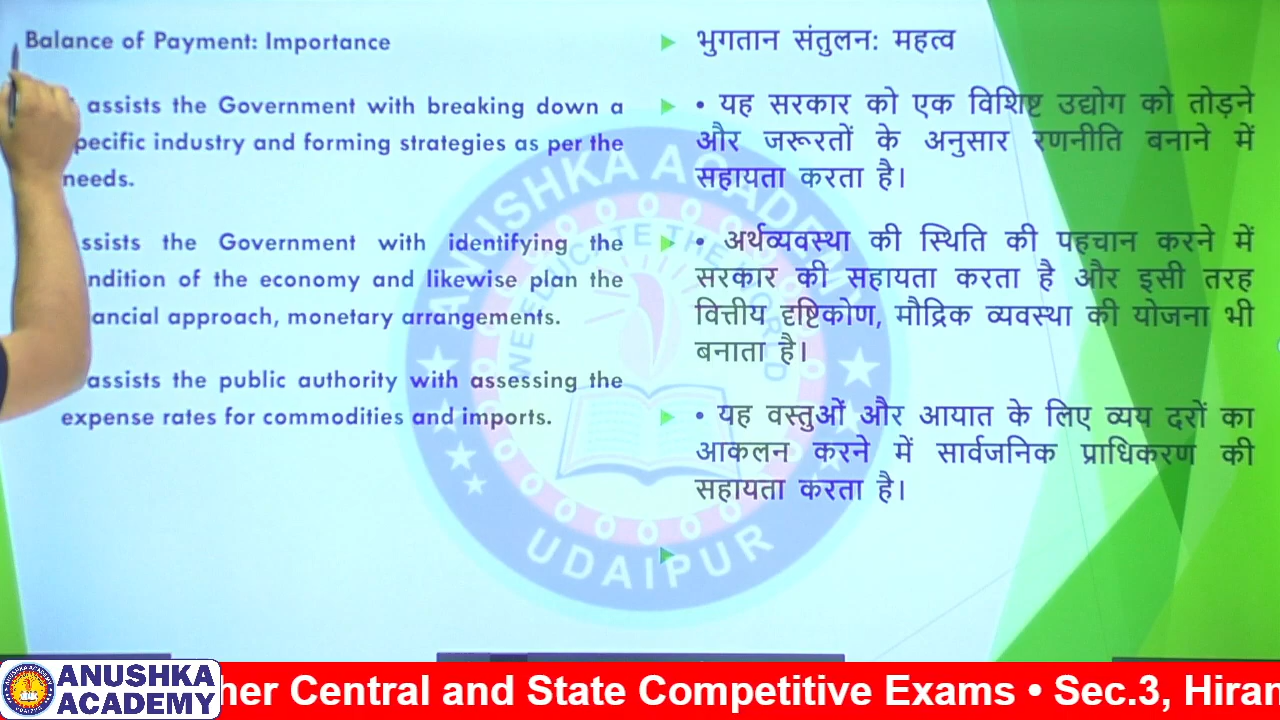 Balance of Payment: Importance
assists the Government with breaking down a
pecific industry and forming strategies as per the
needs.
ssists the Government with identifying the
ndition of the economy and likewise plan the
ancial approach, monetary arrangements.
assists the public authority with assessing the
expense rates for commodities and imports.
भुगतान संतुलन: महत्व
• यह सरकार को एक विशिष्ट उद्योग को तोड़ने
और जरूरतों के अनुसार रणनीति बनाने में
सहायता करता है।
• अर्थव्यवस्था की स्थिति की पहचान करने में
सरकार की सहायता करता है और इसी तरह
वित्तीय दृष्टिकोण, मौद्रिक व्यवस्था की योजना भी
बनाता है।
• यह वस्तुओं और आयात के लिए व्यय दरों का
आकलन करने में सार्वजनिक प्राधिकरण की
सहायता करता है।
ANUSHKA ACADEMY
WE EDUCATE THE WORLD
UDAIPUR
ANUSHKA
ACADEMY
her Central and State Competitive Exams • Sec.3, Hiran